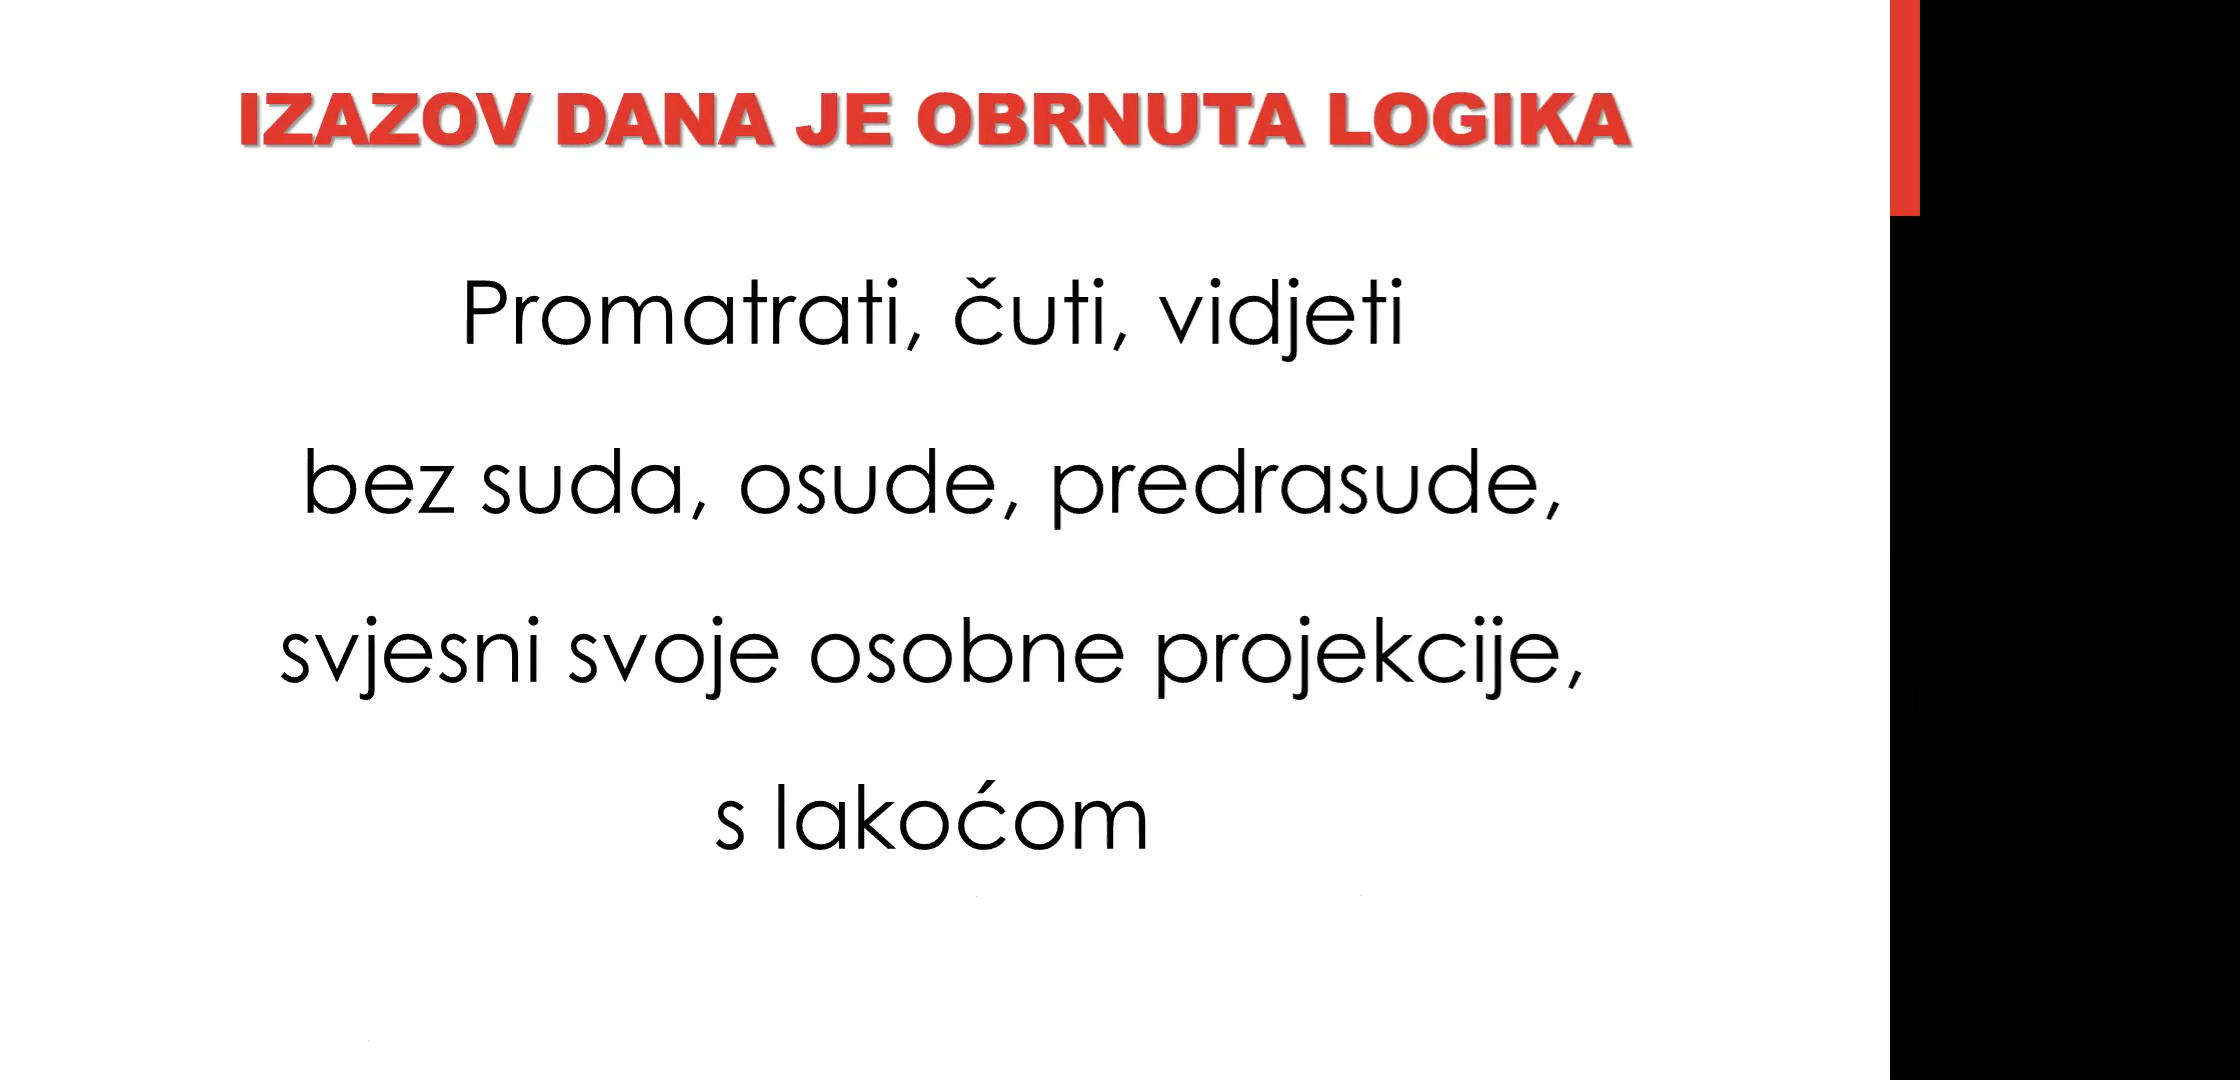 IZAZOV DANA JE OBRNUTA LOGIKA
Promatrati, čuti, vidjeti
bez suda, osude, predrasude,
svjesni svoje osobne projekcije,
s lakoćom